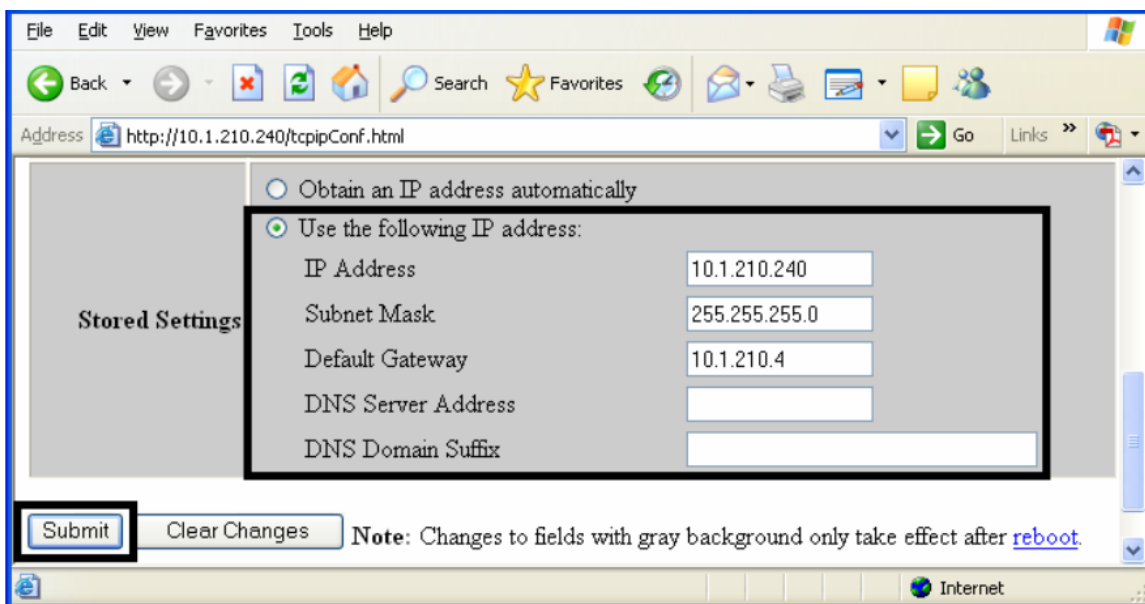 File Edit View Favorites Tools Help
Back Search Favorites
Address http://10.1.210.240/tcpipConf.html Go Links »
Obtain an IP address automatically
Use the following IP address:
IP Address 10.1.210.240
Stored Settings
Subnet Mask 255.255.255.0
Default Gateway 10.1.210.4
DNS Server Address
DNS Domain Suffix
Submit Clear Changes Note: Changes to fields with gray background only take effect after reboot.
Internet